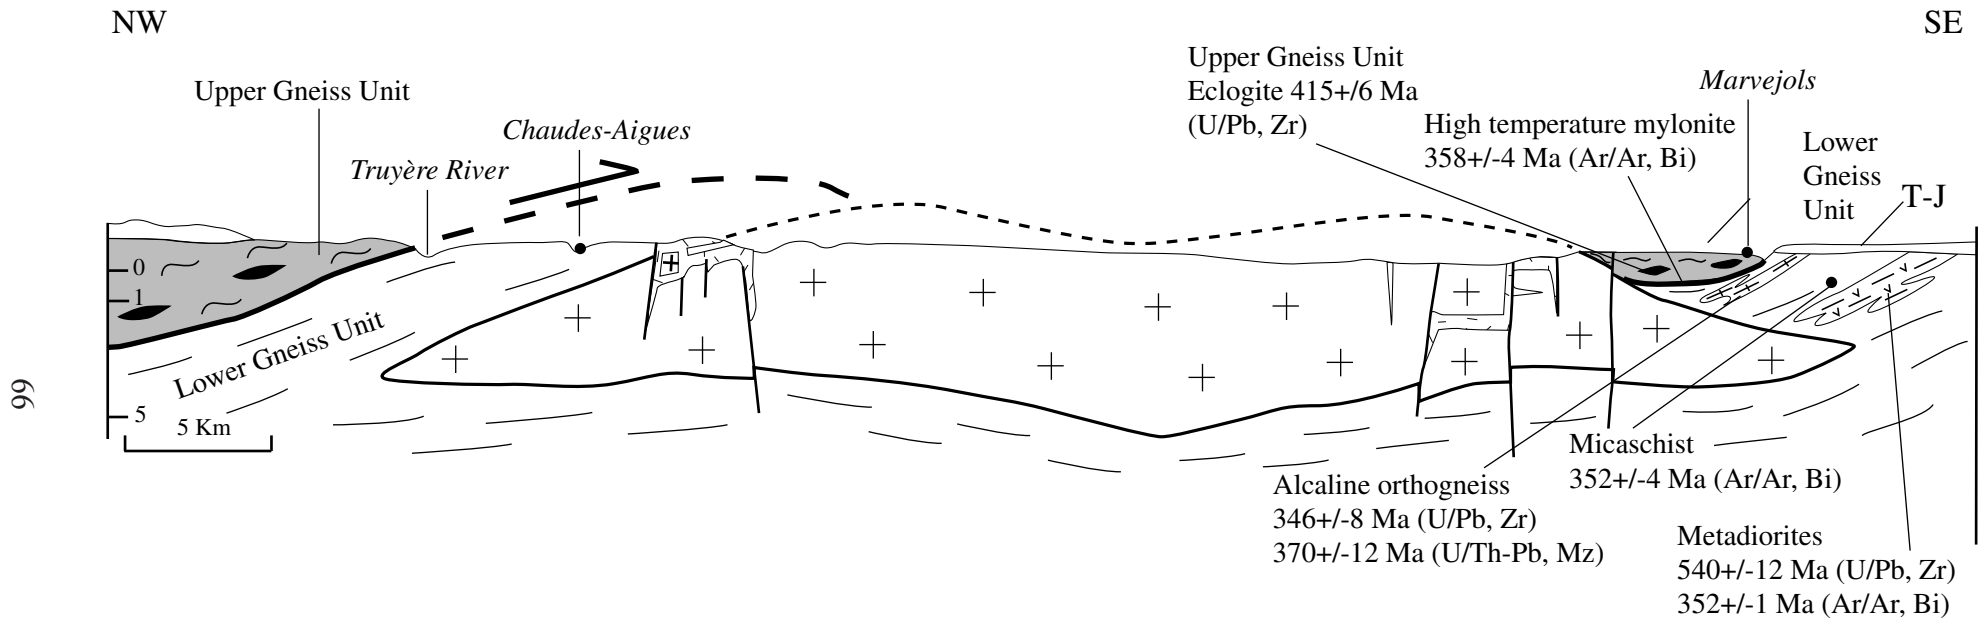 NW
SE
Upper Gneiss Unit
Chaudes-Aigues
Truyère River
Upper Gneiss Unit
Eclogite 415+/6 Ma
(U/Pb, Zr)
High temperature mylonite
358+/-4 Ma (Ar/Ar, Bi)
Marvejols
Lower
Gneiss
Unit
T-J
0
1
5
5 Km
Lower Gneiss Unit
Alcaline orthogneiss
346+/-8 Ma (U/Pb, Zr)
370+/-12 Ma (U/Th-Pb, Mz)
Micaschist
352+/-4 Ma (Ar/Ar, Bi)
Metadiorites
540+/-12 Ma (U/Pb, Zr)
352+/-1 Ma (Ar/Ar, Bi)
66